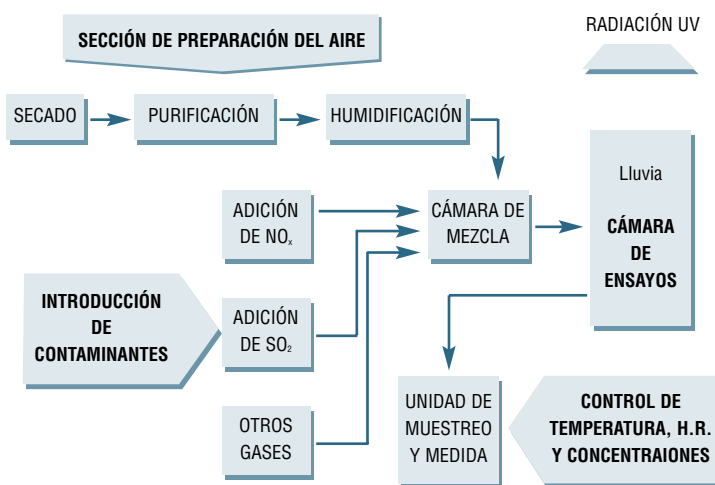 SECCIÓN DE PREPARACIÓN DEL AIRE
RADIACIÓN UV
SECADO
PURIFICACIÓN
HUMIDIFICACIÓN
Lluvia
CÁMARA
DE
ENSAYOS
ADICIÓN
DE NOₓ
CÁMARA DE
MEZCLA
INTRODUCCIÓN
DE
CONTAMINANTES
ADICIÓN
DE SO₂
OTROS
GASES
UNIDAD DE
MUESTREO
Y MEDIDA
CONTROL DE
TEMPERATURA, H.R.
Y CONCENTRAIONES